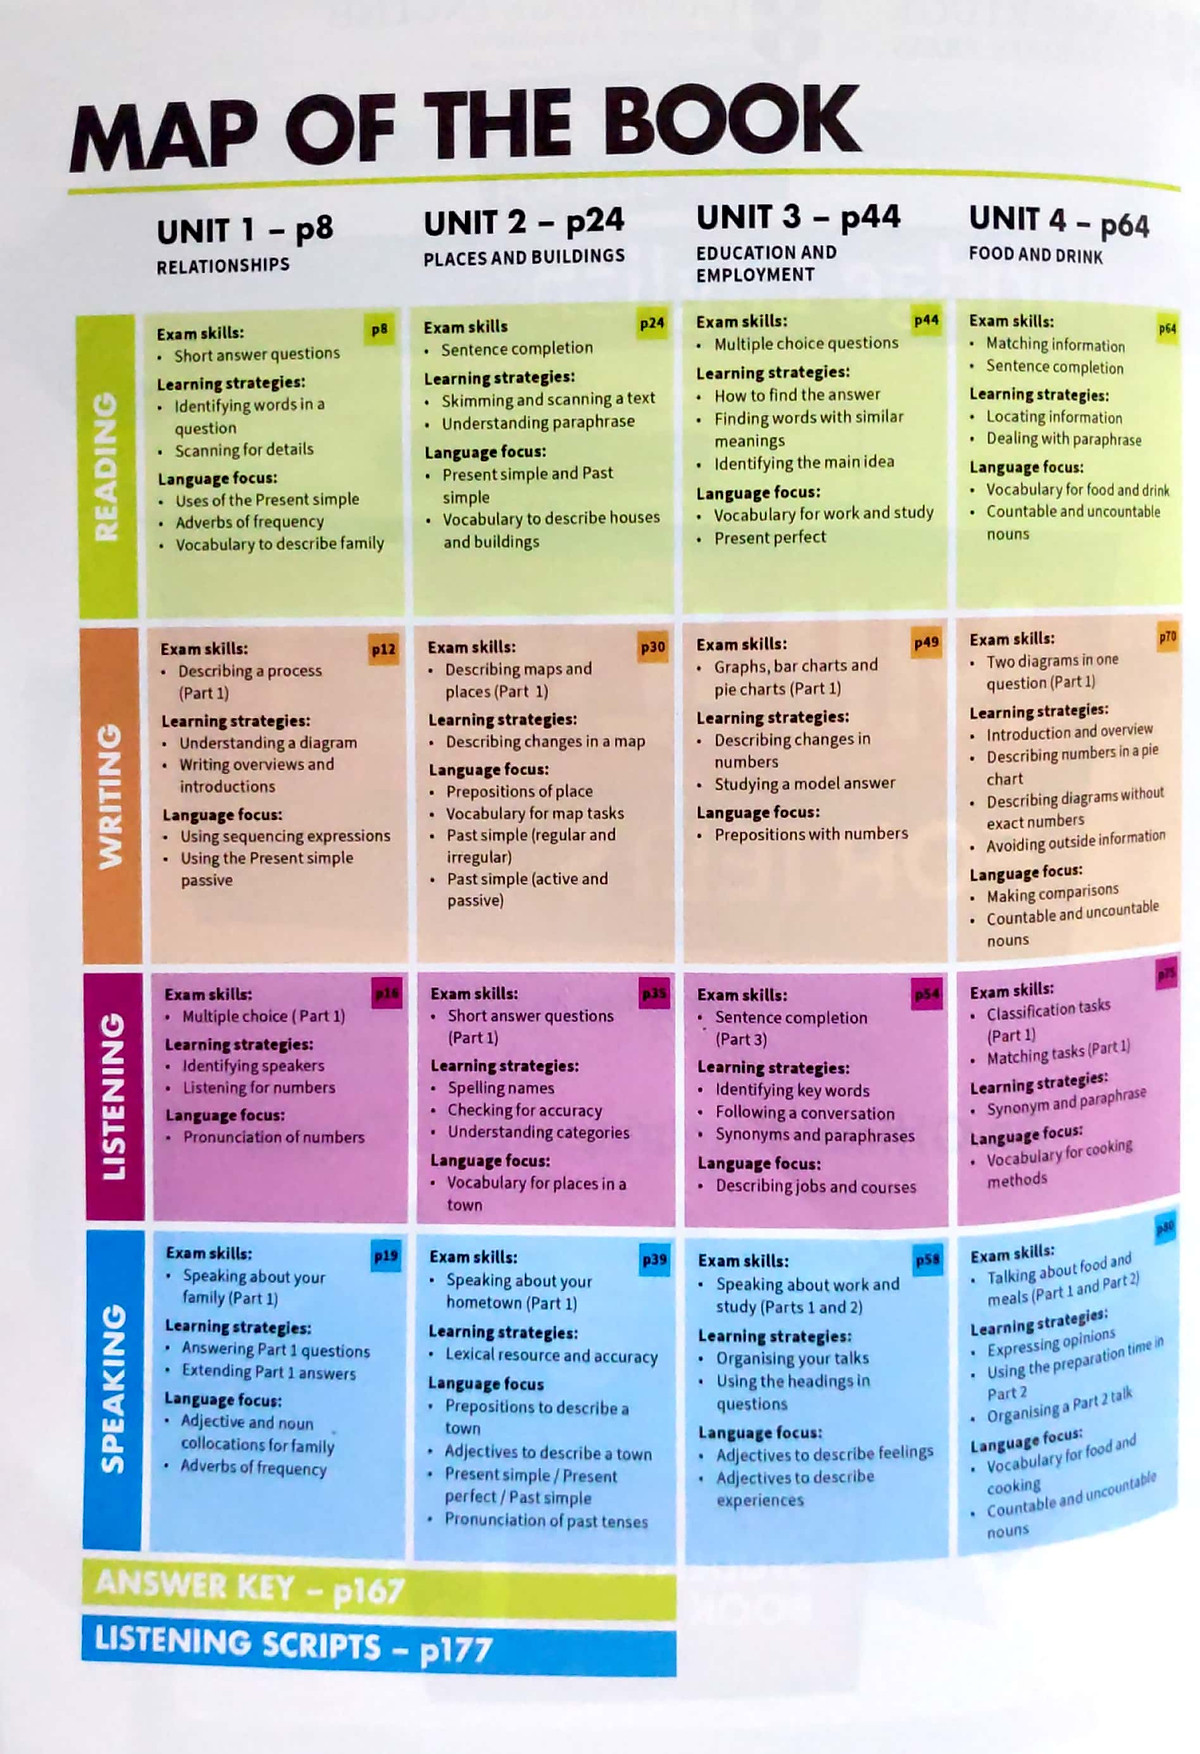 MAP OF THE BOOK
UNIT 1 – p8
RELATIONSHIPS
UNIT 2 – p24
PLACES AND BUILDINGS
UNIT 3 – p44
EDUCATION AND
EMPLOYMENT
UNIT 4 – p64
FOOD AND DRINK
READING
Exam skills:
p8
• Short answer questions
Learning strategies:
• Identifying words in a
question
• Scanning for details
Language focus:
• Uses of the Present simple
• Adverbs of frequency
• Vocabulary to describe family
Exam skills
p24
• Sentence completion
Learning strategies:
• Skimming and scanning a text
• Understanding paraphrase
Language focus:
• Present simple and Past
simple
• Vocabulary to describe houses
and buildings
Exam skills:
p44
• Multiple choice questions
Learning strategies:
• How to find the answer
• Finding words with similar
meanings
• Identifying the main idea
Language focus:
• Vocabulary for work and study
• Present perfect
Exam skills:
p64
• Matching information
• Sentence completion
Learning strategies:
• Locating information
• Dealing with paraphrase
Language focus:
• Vocabulary for food and drink
• Countable and uncountable
nouns
WRITING
Exam skills:
p12
• Describing a process
(Part 1)
Learning strategies:
• Understanding a diagram
• Writing overviews and
introductions
Language focus:
• Using sequencing expressions
• Using the Present simple
passive
Exam skills:
p30
• Describing maps and
places (Part 1)
Learning strategies:
• Describing changes in a map
Language focus:
• Prepositions of place
• Vocabulary for map tasks
• Past simple (regular and
irregular)
• Past simple (active and
passive)
Exam skills:
p49
• Graphs, bar charts and
pie charts (Part 1)
Learning strategies:
• Describing changes in
numbers
• Studying a model answer
Language focus:
• Prepositions with numbers
Exam skills:
p70
• Two diagrams in one
question (Part 1)
Learning strategies:
• Introduction and overview
• Describing numbers in a pie
chart
• Describing diagrams without
exact numbers
• Avoiding outside information
Language focus:
• Making comparisons
• Countable and uncountable
nouns
LISTENING
Exam skills:
p16
• Multiple choice ( Part 1)
Learning strategies:
• Identifying speakers
• Listening for numbers
Language focus:
• Pronunciation of numbers
Exam skills:
p35
• Short answer questions
(Part 1)
Learning strategies:
• Spelling names
• Checking for accuracy
• Understanding categories
Language focus:
• Vocabulary for places in a
town
Exam skills:
p54
• Sentence completion
(Part 3)
Learning strategies:
• Identifying key words
• Following a conversation
• Synonyms and paraphrases
Language focus:
• Describing jobs and courses
Exam skills:
p75
• Classification tasks
(Part 1)
• Matching tasks (Part 1)
Learning strategies:
• Synonym and paraphrase
Language focus:
• Vocabulary for cooking
methods
SPEAKING
Exam skills:
p19
• Speaking about your
family (Part 1)
Learning strategies:
• Answering Part 1 questions
• Extending Part 1 answers
Language focus:
• Adjective and noun
collocations for family
• Adverbs of frequency
Exam skills:
p39
• Speaking about your
hometown (Part 1)
Learning strategies:
• Lexical resource and accuracy
Language focus
• Prepositions to describe a
town
• Adjectives to describe a town
• Present simple / Present
perfect / Past simple
• Pronunciation of past tenses
Exam skills:
p58
• Speaking about work and
study (Parts 1 and 2)
Learning strategies:
• Organising your talks
• Using the headings in
questions
Language focus:
• Adjectives to describe feelings
• Adjectives to describe
experiences
Exam skills:
p80
• Talking about food and
meals (Part 1 and Part 2)
Learning strategies:
• Expressing opinions
• Using the preparation time in
Part 2
• Organising a Part 2 talk
Language focus:
• Vocabulary for food and
cooking
• Countable and uncountable
nouns
ANSWER KEY – p167
LISTENING SCRIPTS – p177